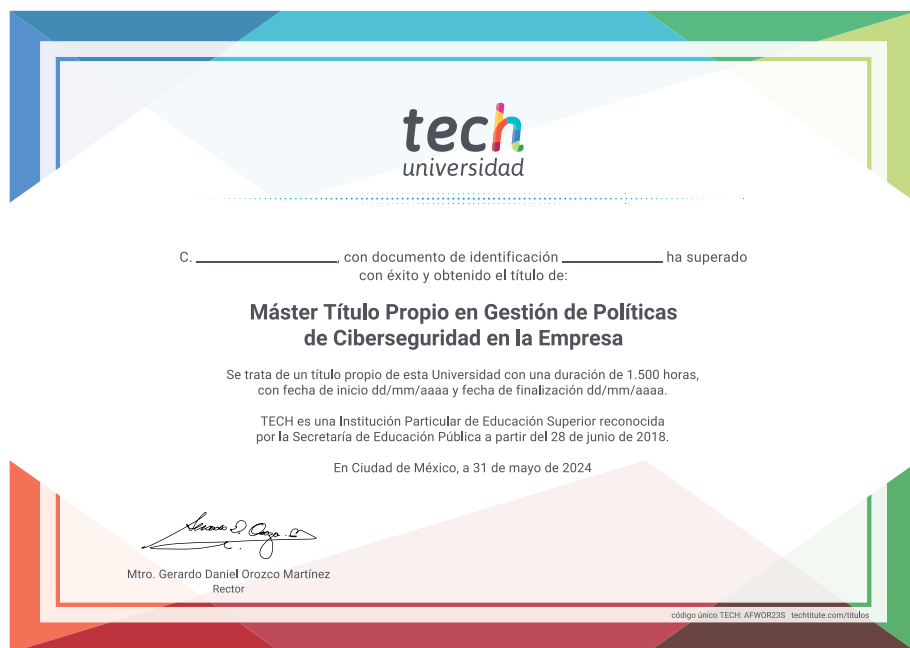 tech
universidad
C. ____________, con documento de identificación ____________ ha superado
con éxito y obtenido el título de:
Máster Título Propio en Gestión de Políticas
de Ciberseguridad en la Empresa
Se trata de un título propio de esta Universidad con una duración de 1.500 horas,
con fecha de inicio dd/mm/aaaa y fecha de finalización dd/mm/aaaa.
TECH es una Institución Particular de Educación Superior reconocida
por la Secretaría de Educación Pública a partir del 28 de junio de 2018.
En Ciudad de México, a 31 de mayo de 2024
Mtro. Gerardo Daniel Orozco Martínez
Rector
código único TECH: AFWOR23S techtitute.com/titulos